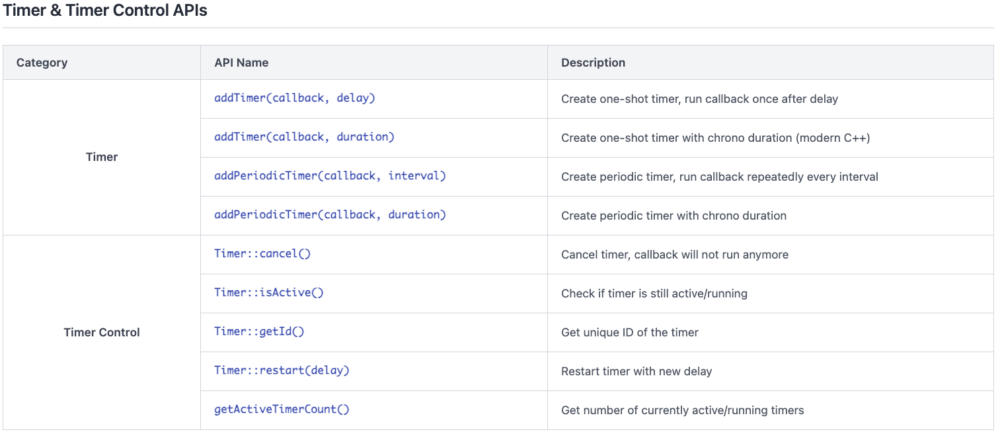 Timer & Timer Control APIs
Category API Name Description
Timer
addTimer(callback, delay) Create one-shot timer, run callback once after delay
addTimer(callback, duration) Create one-shot timer with chrono duration (modern C++)
addPeriodicTimer(callback, interval) Create periodic timer, run callback repeatedly every interval
addPeriodicTimer(callback, duration) Create periodic timer with chrono duration
Timer Control
Timer::cancel() Cancel timer, callback will not run anymore
Timer::isActive() Check if timer is still active/running
Timer::getId() Get unique ID of the timer
Timer::restart(delay) Restart timer with new delay
getActiveTimerCount() Get number of currently active/running timers